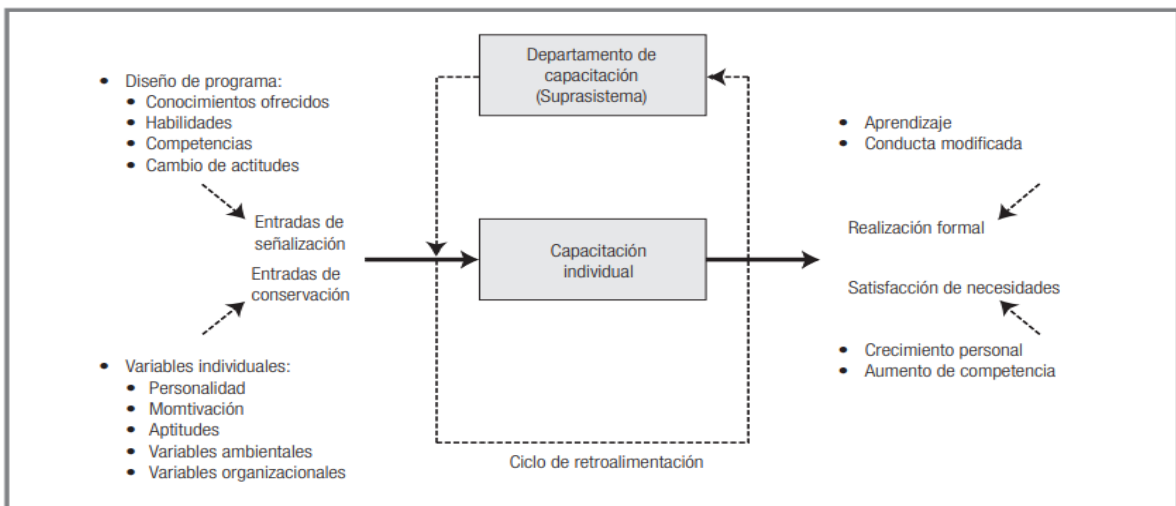 Departamento de
capacitación
(Suprasistema)
• Diseño de programa:
• Conocimientos ofrecidos
• Habilidades
• Competencias
• Cambio de actitudes
• Aprendizaje
• Conducta modificada
Entradas de
señalización
Entradas de
conservación
Capacitación
individual
Realización formal
Satisfacción de necesidades
• Variables individuales:
• Personalidad
• Momtivación
• Aptitudes
• Variables ambientales
• Variables organizacionales
• Crecimiento personal
• Aumento de competencia
Ciclo de retroalimentación